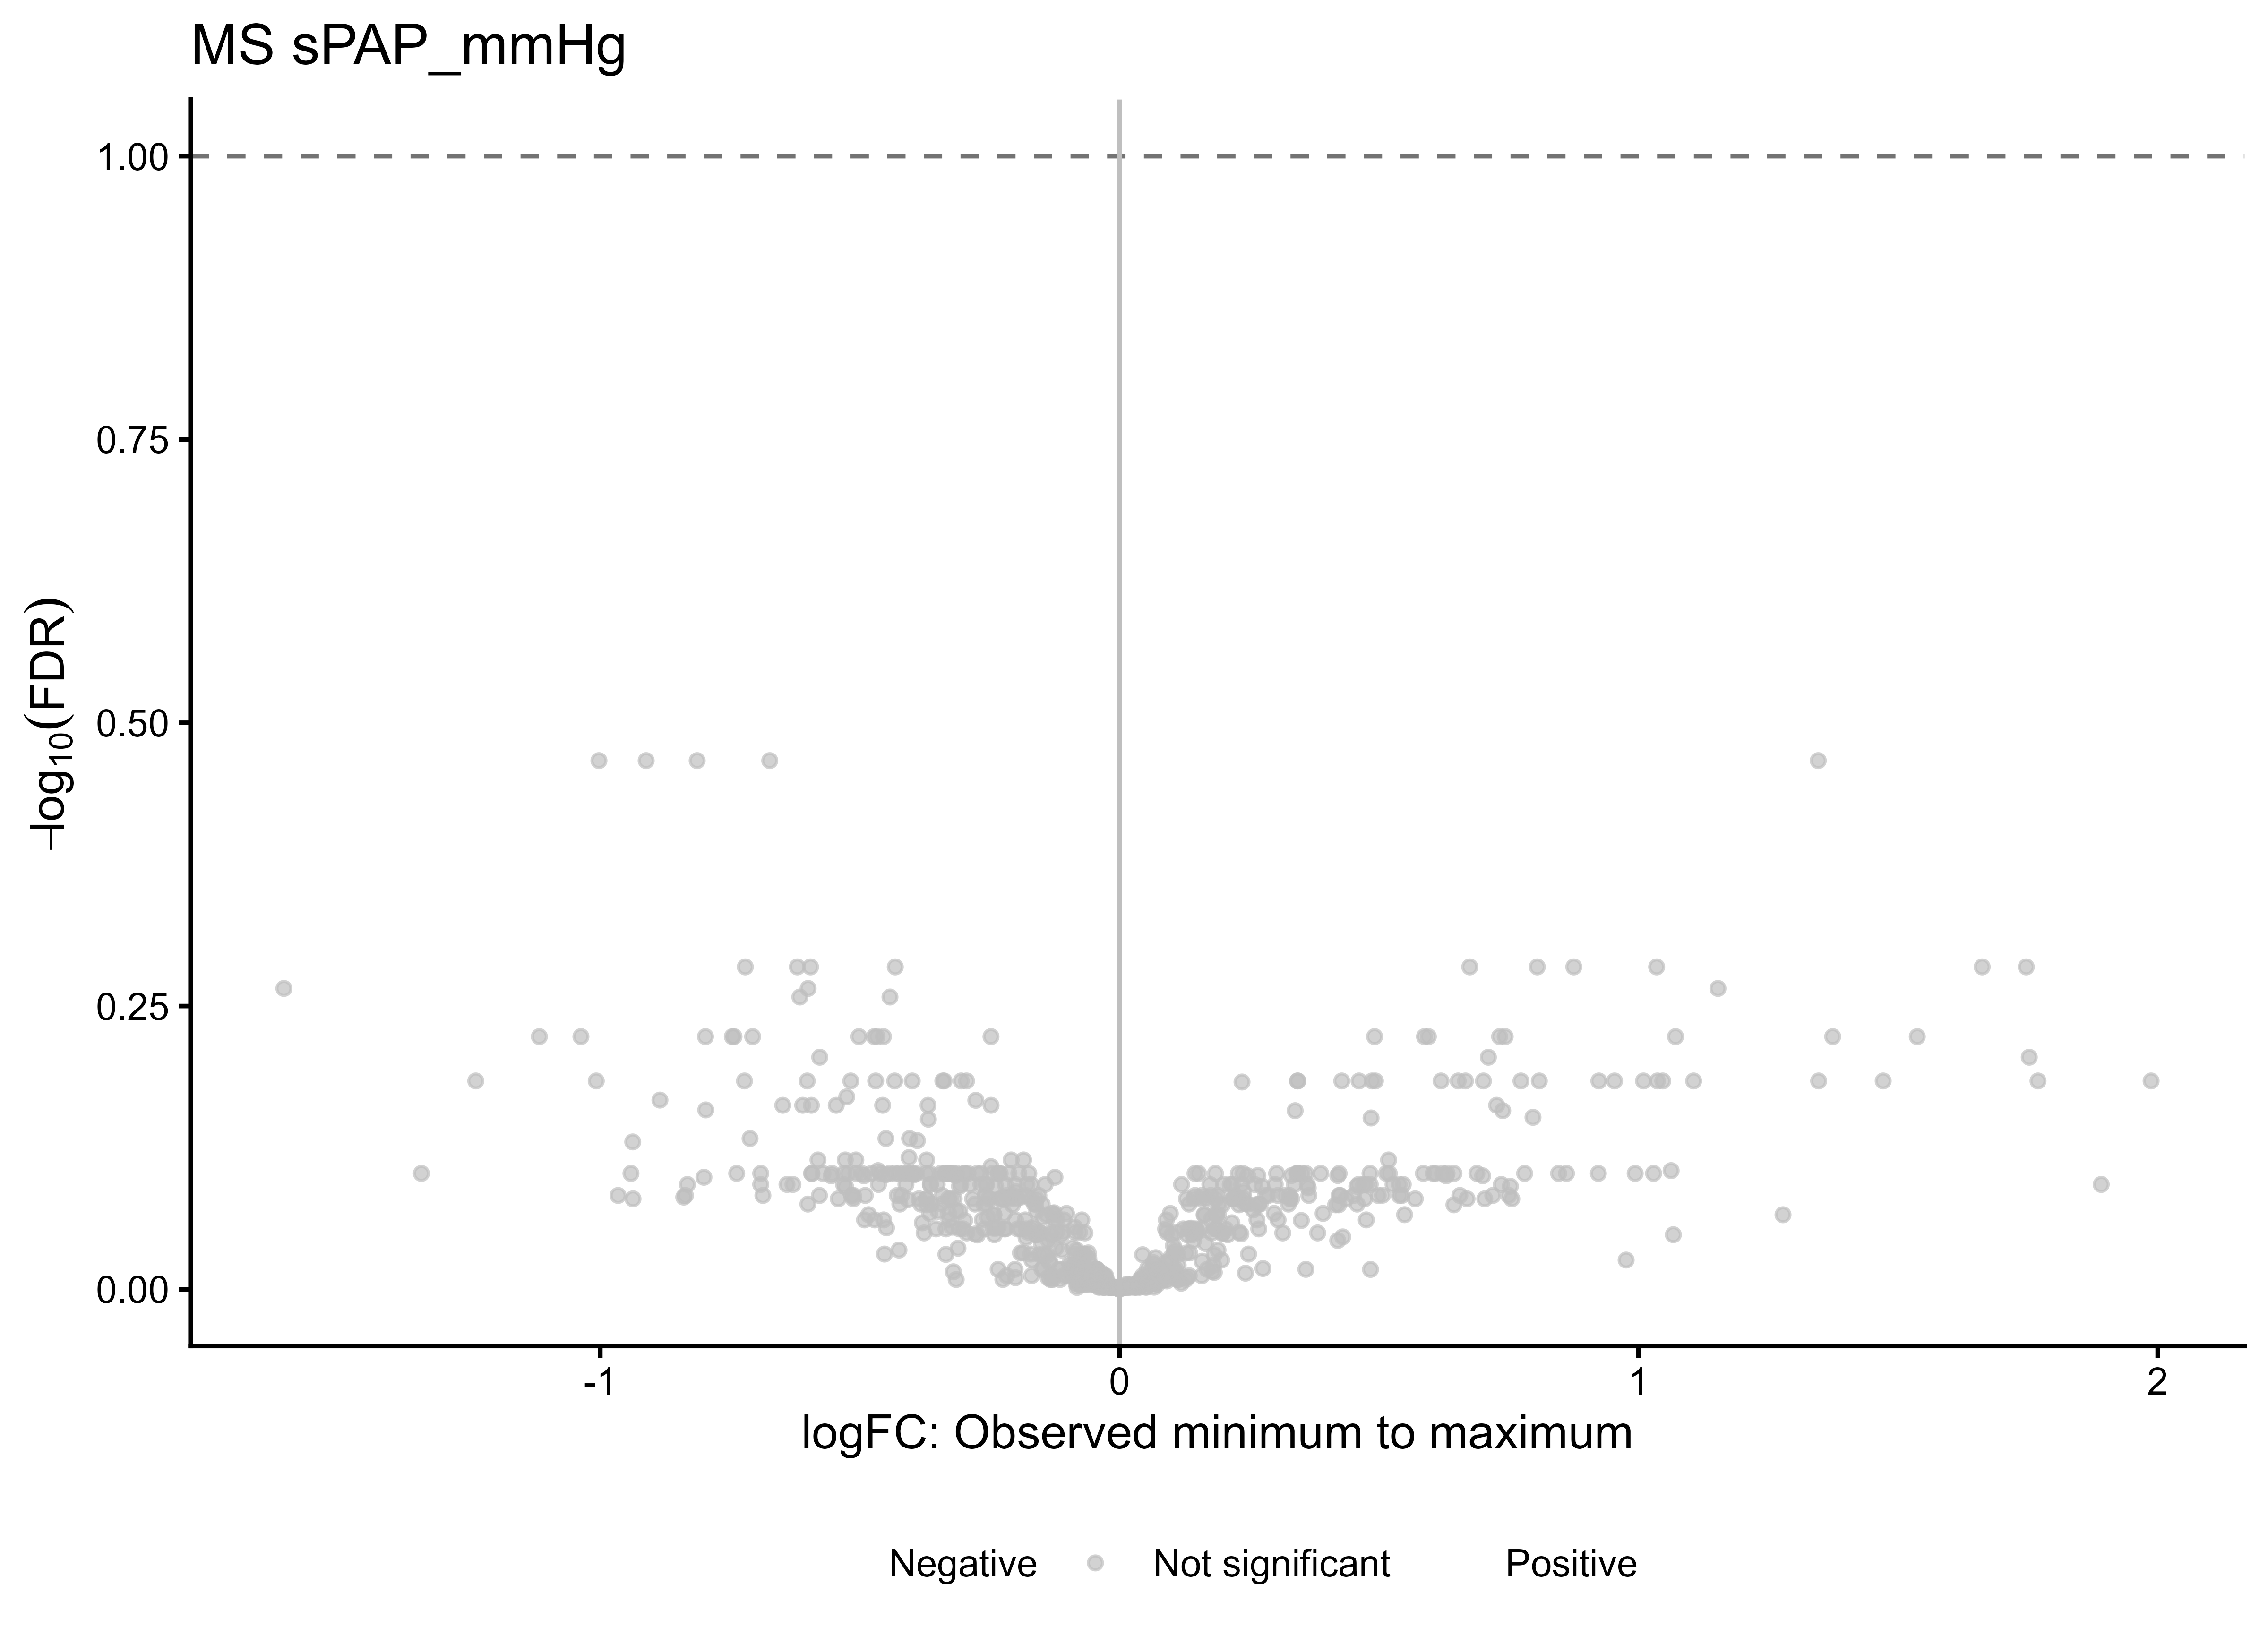 MS sPAP_mmHg
1.00
0.75
0.50
0.25
0.00
–log10(FDR)
-1 0 1 2
logFC: Observed minimum to maximum
Negative Not significant Positive